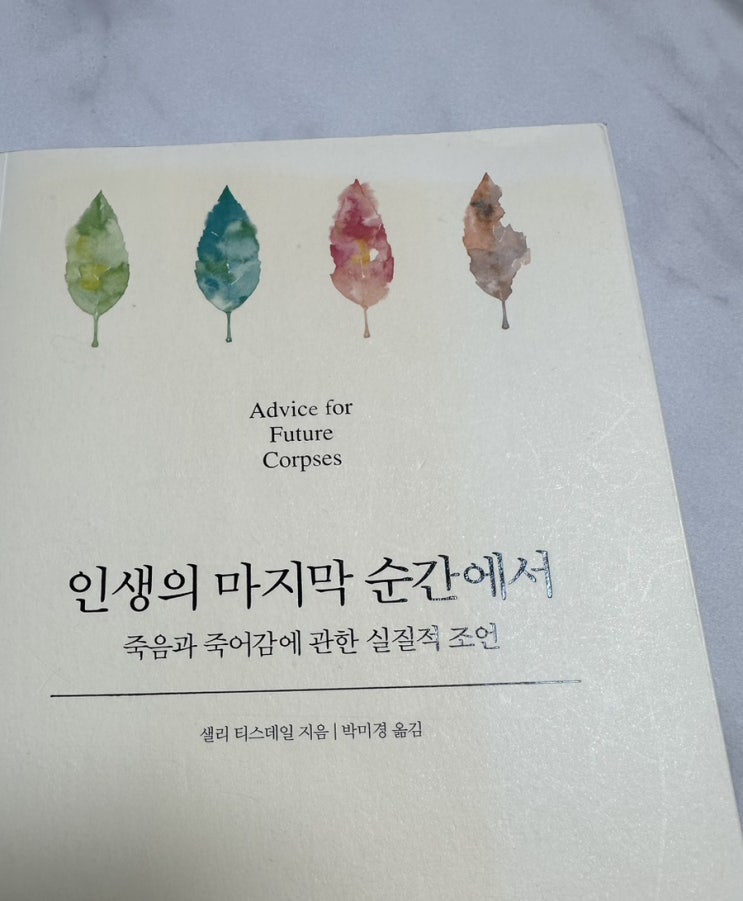 Advice for
Future
Corpses
인생의 마지막 순간에서
죽음과 죽어감에 관한 실질적 조언
샐리 티스데일 지음 | 박미경 옮김